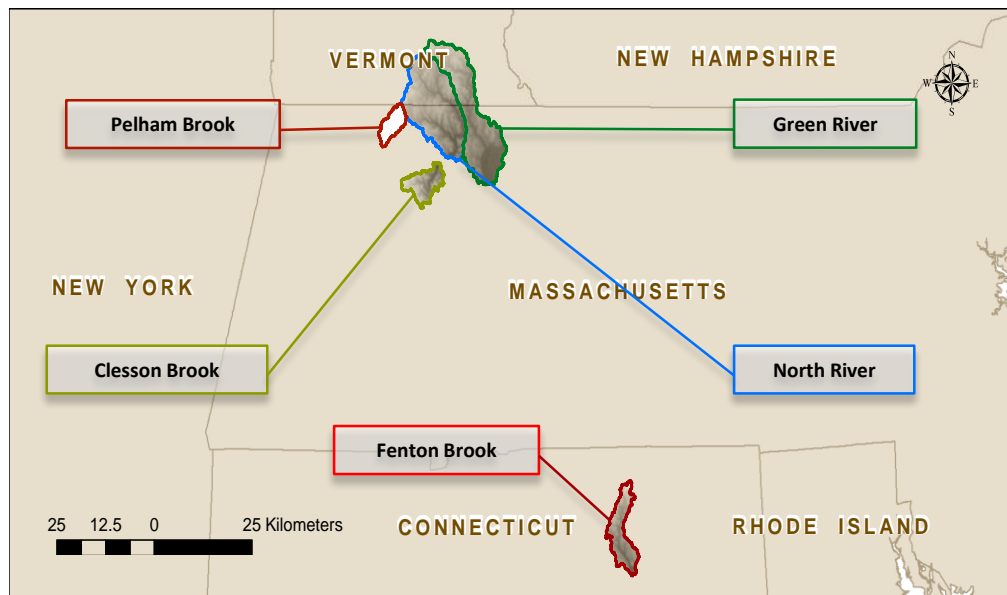 VERMONT
NEW HAMPSHIRE
N
W E
S
Pelham Brook
Green River
NEW YORK
MASSACHUSETTS
Clesson Brook
North River
Fenton Brook
25 12.5 0 25 Kilometers
CONNECTICUT
RHODE ISLAND